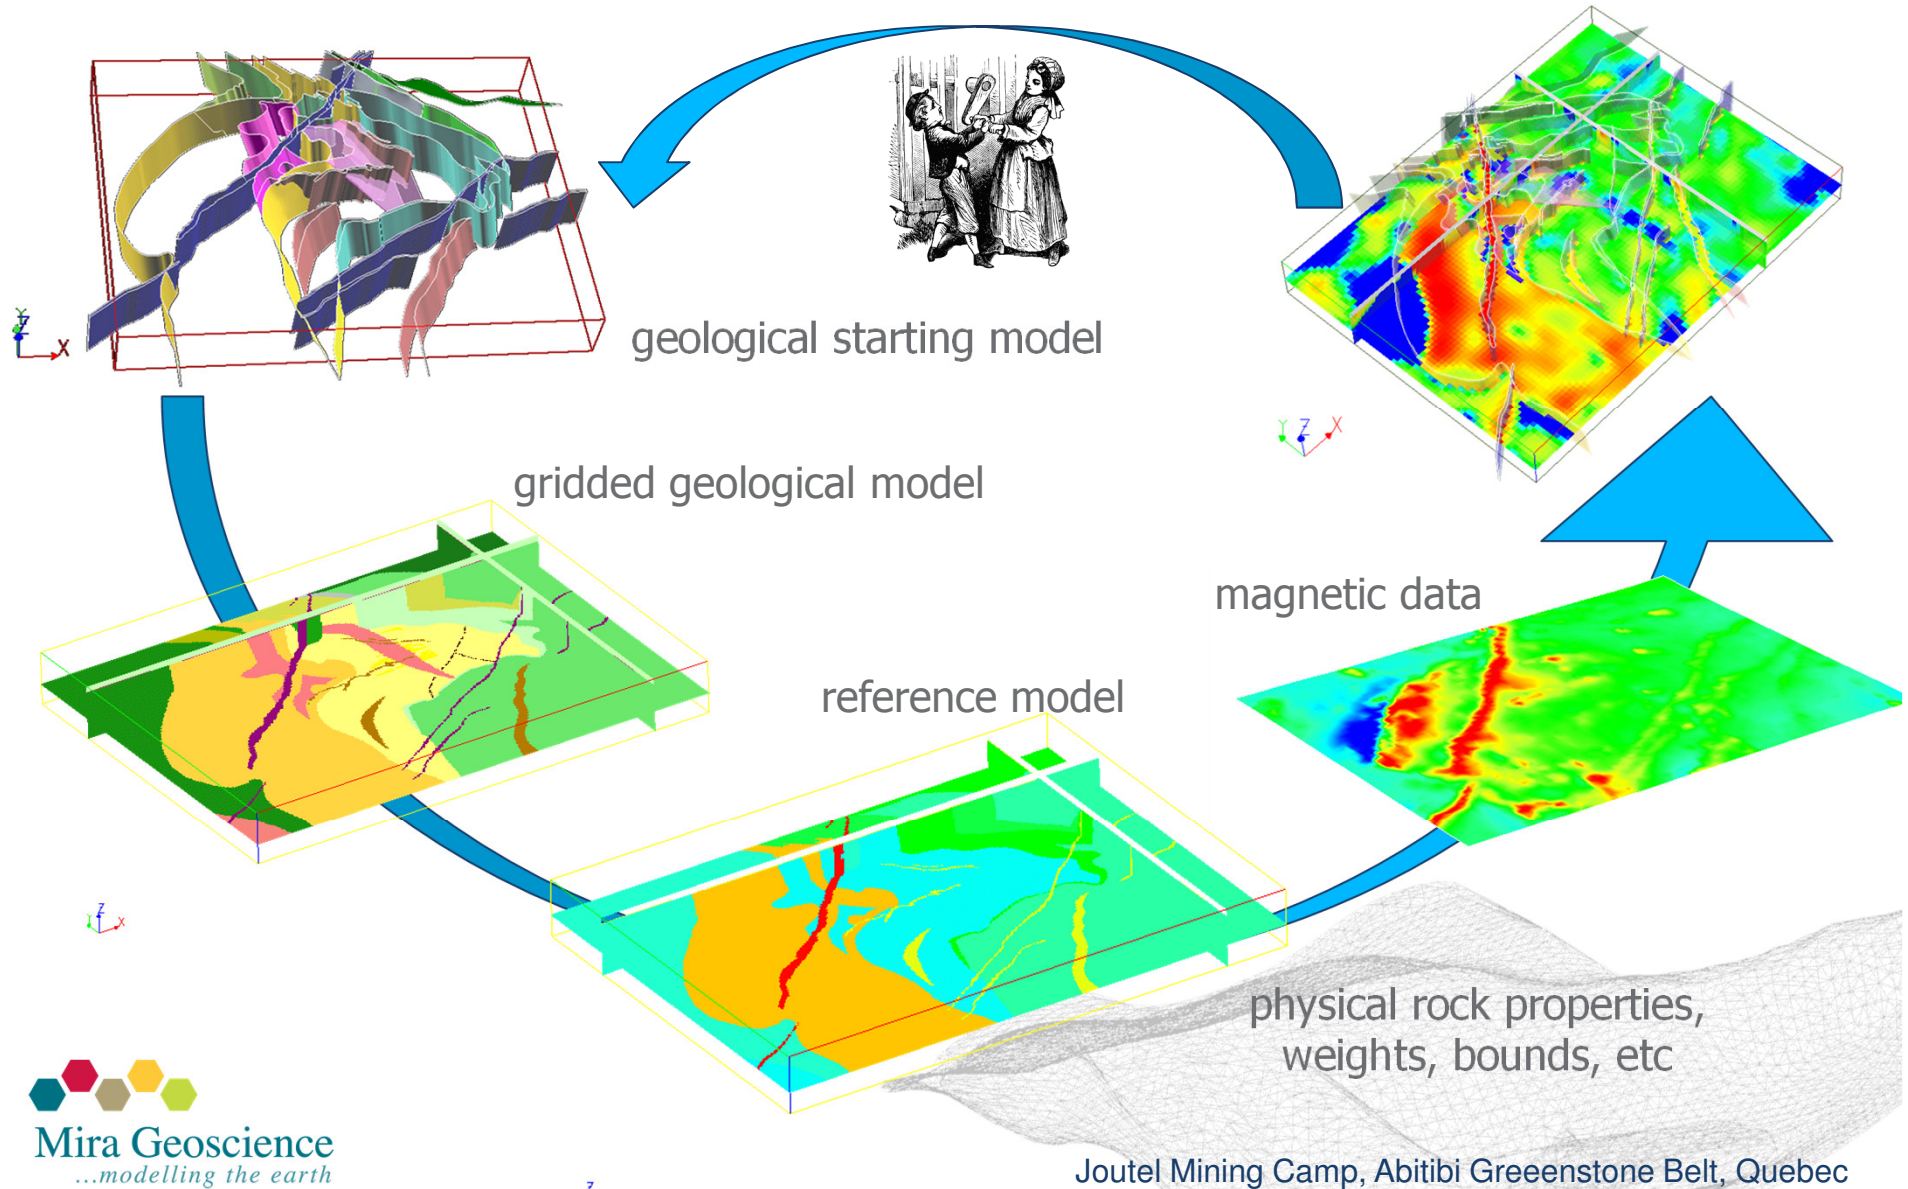 geological starting model
Y
Z
X
Y
Z
X
gridded geological model
magnetic data
reference model
Y
Z
X
physical rock properties,
weights, bounds, etc
Mira Geoscience
...modelling the earth
Joutel Mining Camp, Abitibi Greeenstone Belt, Quebec
Z